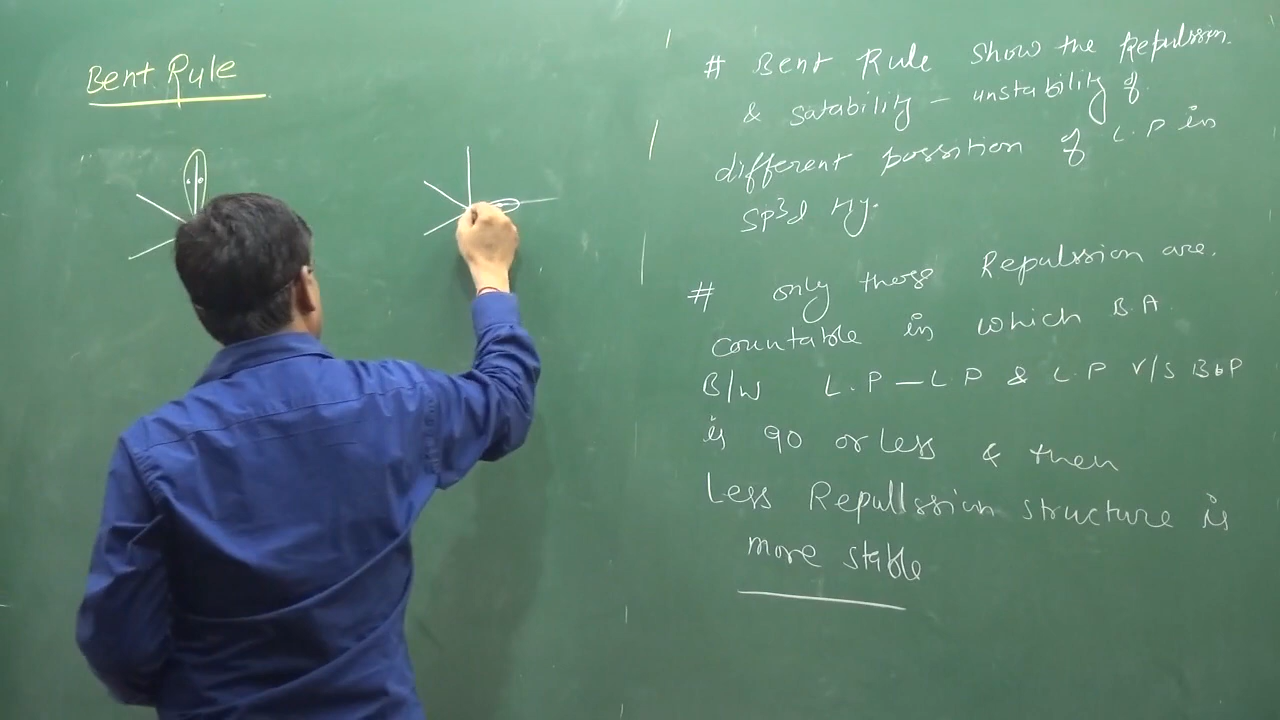 Bent Rule
# Bent Rule show the Repulsion
& satability - unstability of
different possition of L.P in
sp3d Hy.
# only those Repulssion are.
countable in which B.A
B/W L.P - L P & L.P V/S B.P
is 90 or less & then
Less Repullssion structure is
more stable